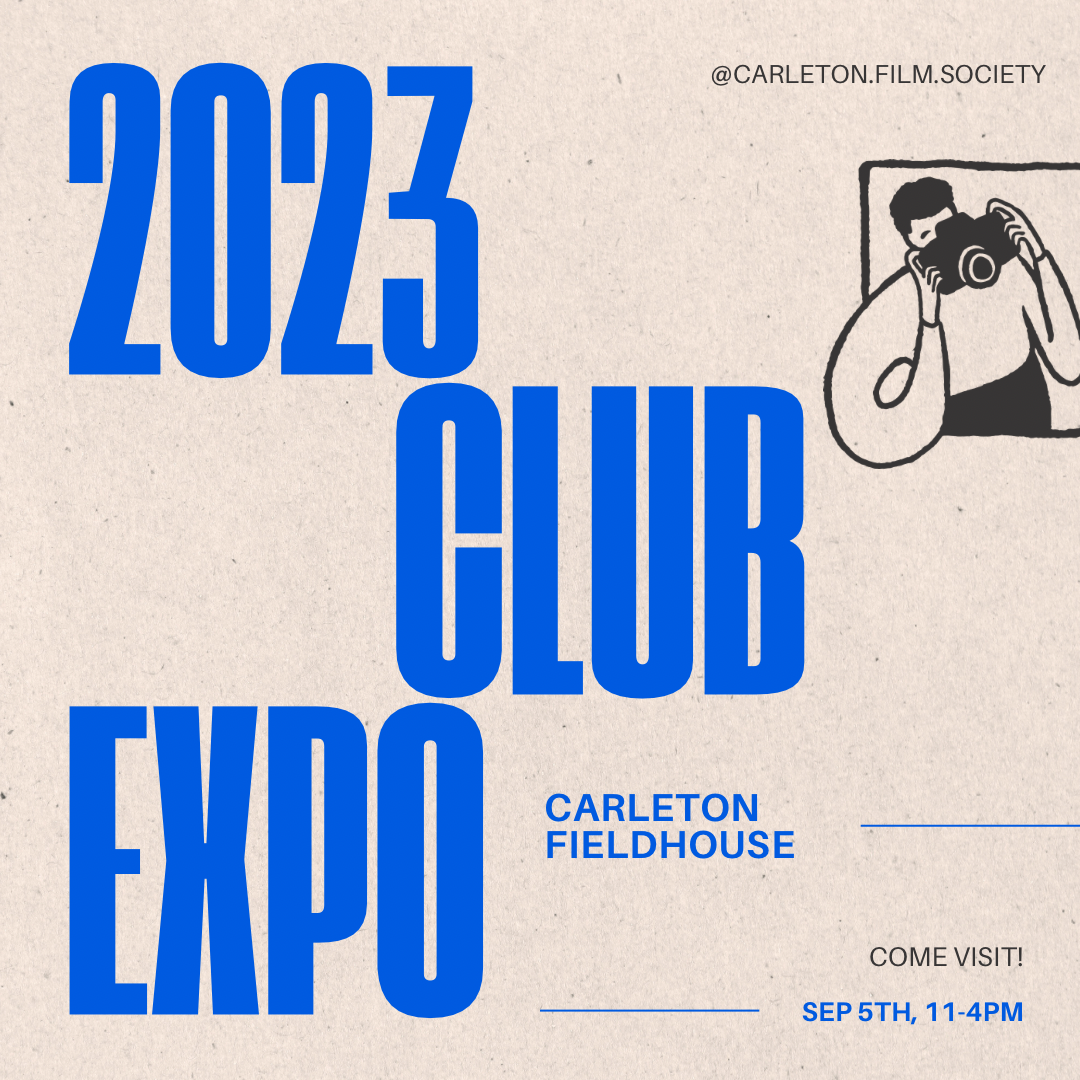 @CARLETON.FILM.SOCIETY
2023
CLUB
EXPO
CARLETON
FIELDHOUSE
COME VISIT!
SEP 5TH, 11-4PM